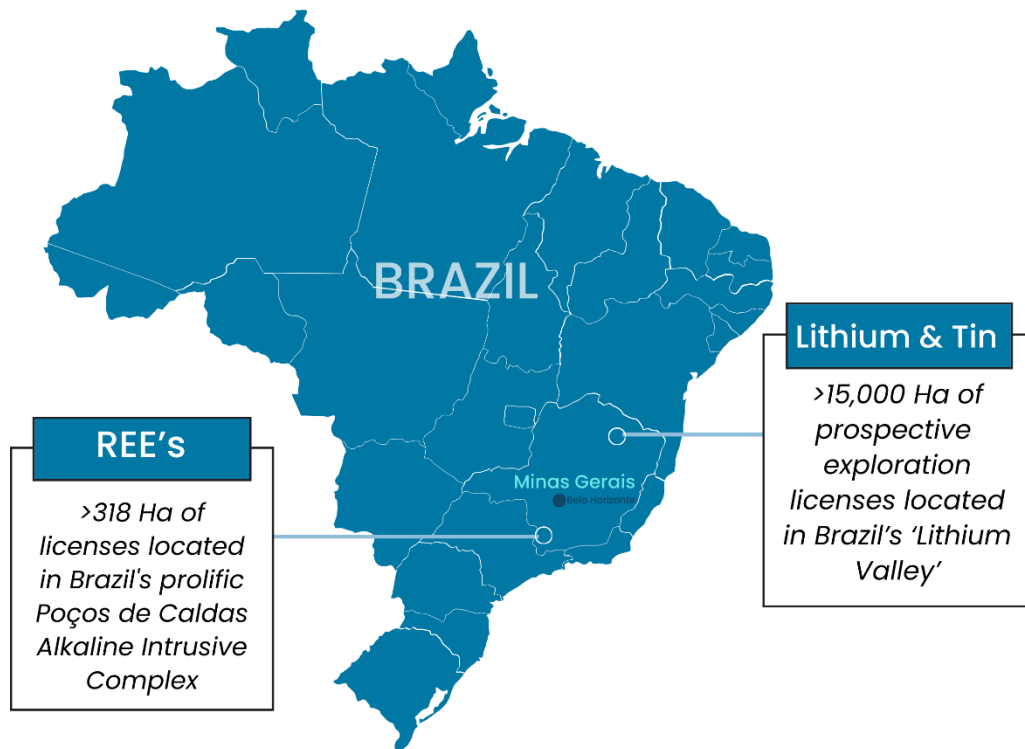 BRAZIL
Lithium & Tin
>15,000 Ha of
prospective
exploration
licenses located
in Brazil's ‘Lithium
Valley’
REE’s
>318 Ha of
licenses located
in Brazil's prolific
Poços de Caldas
Alkaline Intrusive
Complex
Minas Gerais
Belo Horizonte